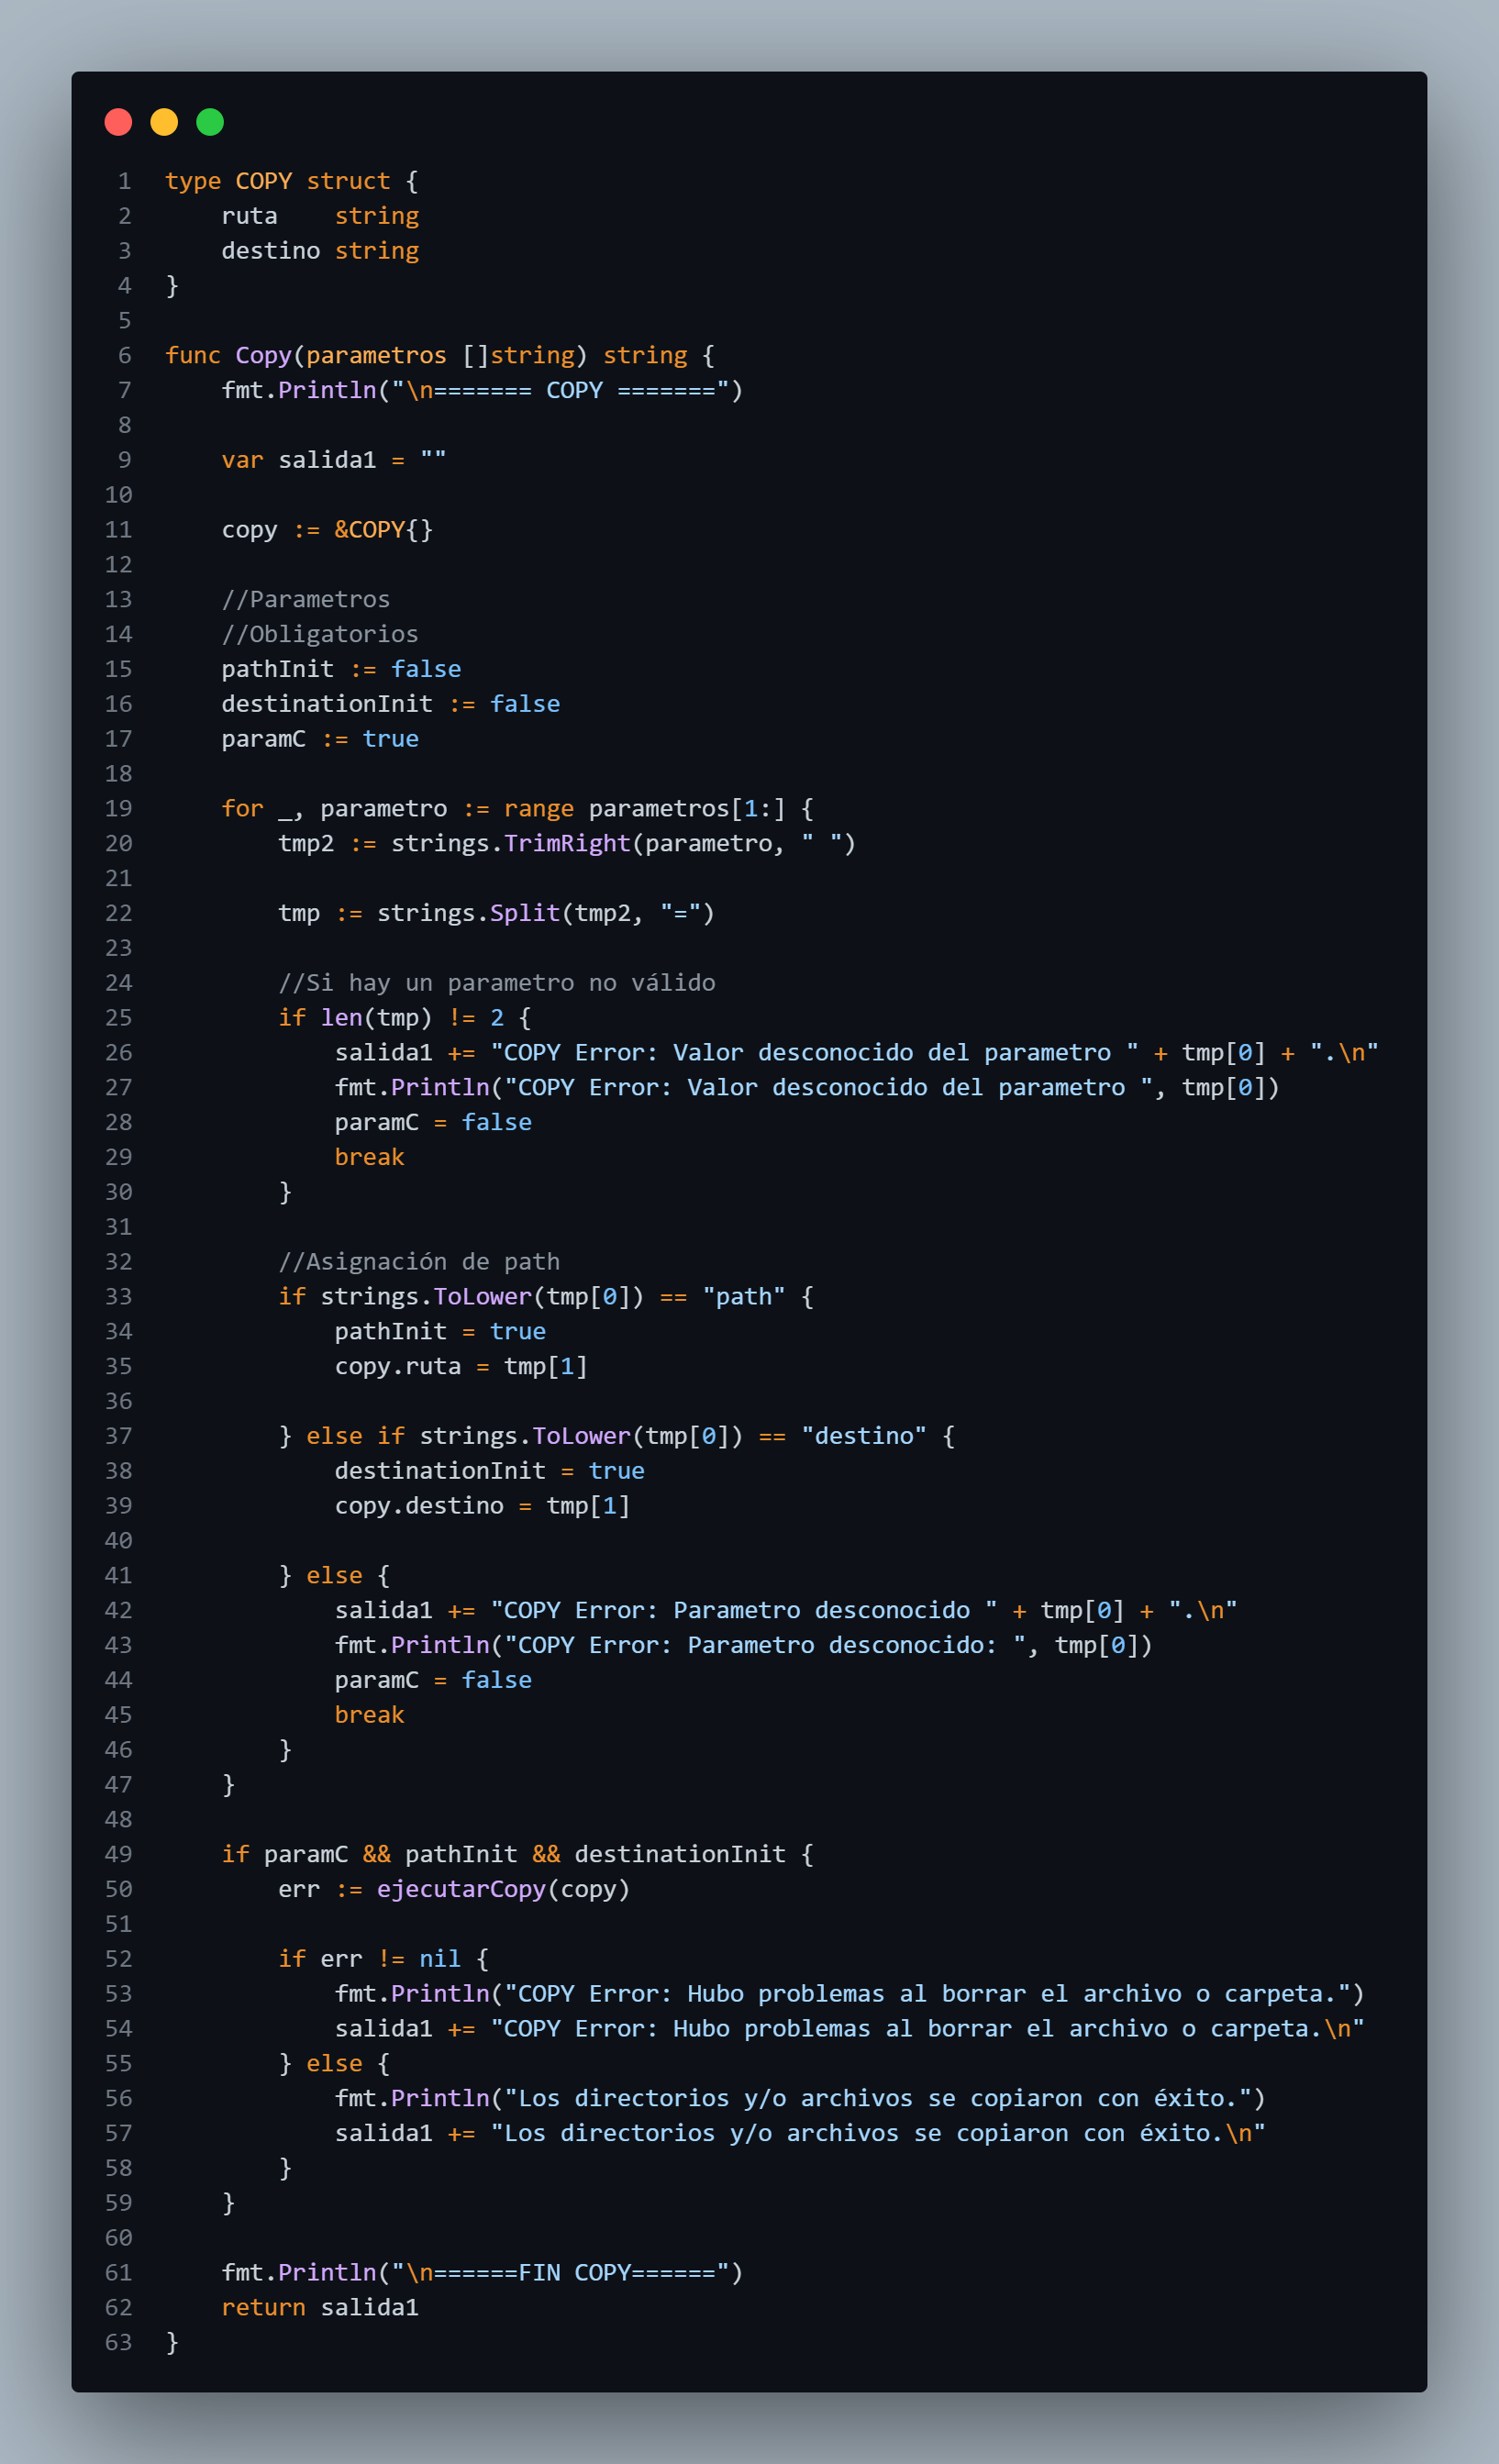 1 type COPY struct {
2     ruta    string
3     destino string
4 }
5
6 func Copy(parametros []string) string {
7     fmt.Println("\n======= COPY =======")
8
9     var salida1 = ""
10
11     copy := &COPY{}
12
13     //Parametros
14     //Obligatorios
15     pathInit := false
16     destinationInit := false
17     paramC := true
18
19     for _, parametro := range parametros[1:] {
20         tmp2 := strings.TrimRight(parametro, " ")
21
22         tmp := strings.Split(tmp2, "=")
23
24         //Si hay un parametro no válido
25         if len(tmp) != 2 {
26             salida1 += "COPY Error: Valor desconocido del parametro " + tmp[0] + ".\n"
27             fmt.Println("COPY Error: Valor desconocido del parametro ", tmp[0])
28             paramC = false
29             break
30         }
31
32         //Asignación de path
33         if strings.ToLower(tmp[0]) == "path" {
34             pathInit = true
35             copy.ruta = tmp[1]
36
37         } else if strings.ToLower(tmp[0]) == "destino" {
38             destinationInit = true
39             copy.destino = tmp[1]
40
41         } else {
42             salida1 += "COPY Error: Parametro desconocido " + tmp[0] + ".\n"
43             fmt.Println("COPY Error: Parametro desconocido: ", tmp[0])
44             paramC = false
45             break
46         }
47     }
48
49     if paramC && pathInit && destinationInit {
50         err := ejecutarCopy(copy)
51
52         if err != nil {
53             fmt.Println("COPY Error: Hubo problemas al borrar el archivo o carpeta.")
54             salida1 += "COPY Error: Hubo problemas al borrar el archivo o carpeta.\n"
55         } else {
56             fmt.Println("Los directorios y/o archivos se copiaron con éxito.")
57             salida1 += "Los directorios y/o archivos se copiaron con éxito.\n"
58         }
59     }
60
61     fmt.Println("\n======FIN COPY======")
62     return salida1
63 }